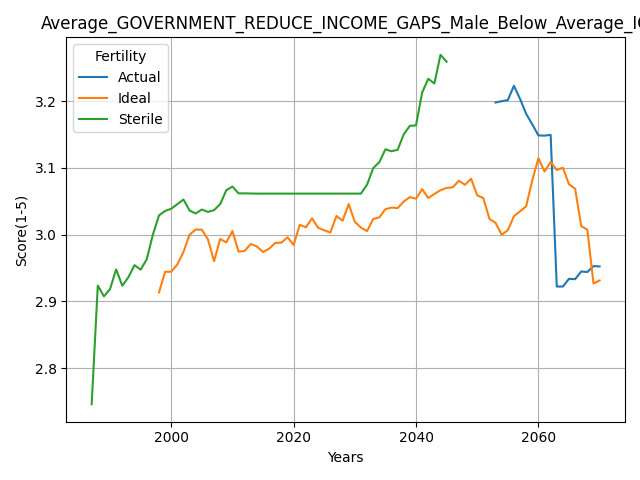 Average_GOVERNMENT_REDUCE_INCOME_GAPS_Male_Below_Average_IQ
Fertility
Actual
Ideal
Sterile
Score(1-5)
3.2
3.1
3.0
2.9
2.8
2000
2020
2040
2060
Years